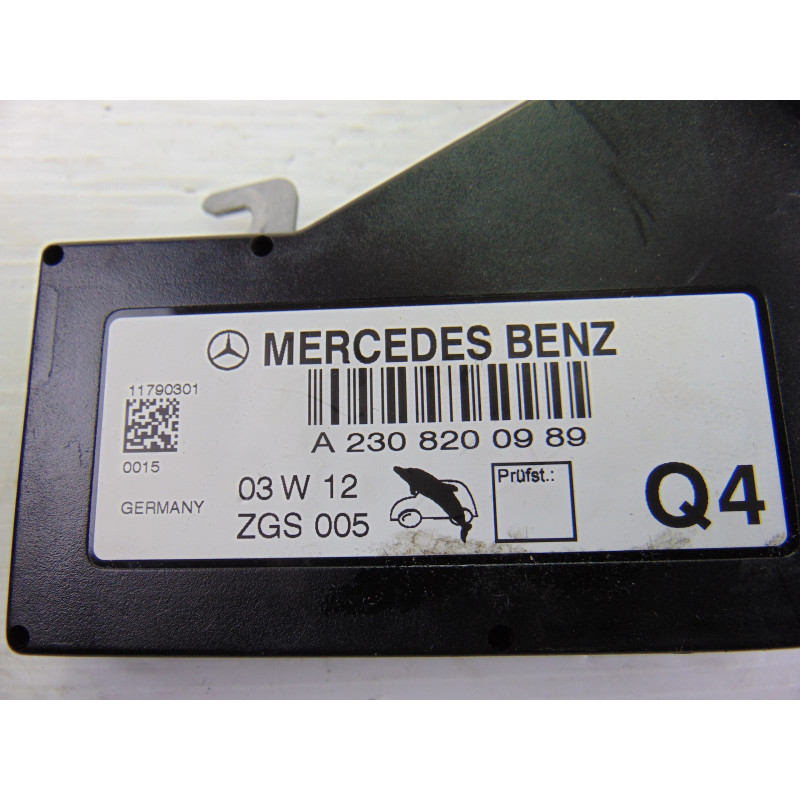 MERCEDES BENZ
11790301
A 230 820 09 89
0015
GERMANY
03 W 12
ZGS 005
Prüfst.:
Q4